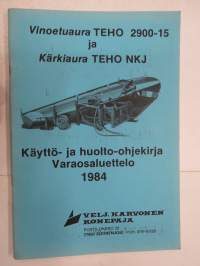 Vinoetuaura TEHO 2900-15
ja
Kärkiaura TEHO NKJ
Käyttö- ja huolto-ohjekirja
Varaosaluettelo
1984
VELJ. KARVONEN
KONEPAJA